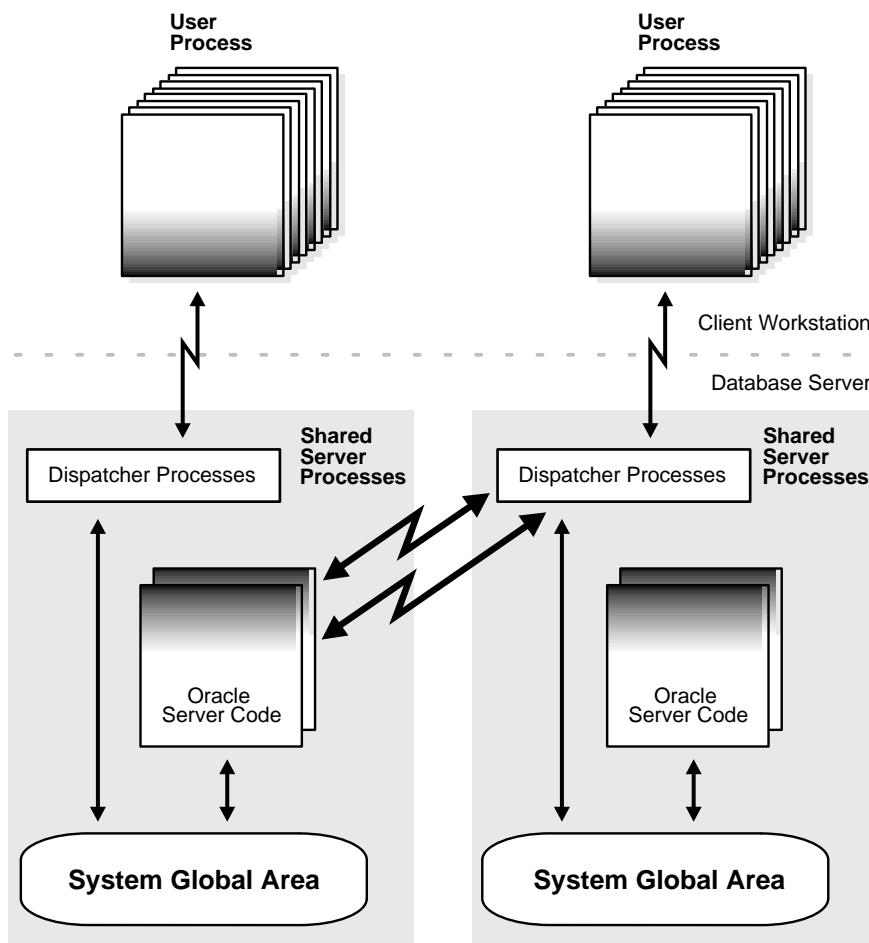 User
Process
User
Process
Client Workstation
Database Server
Shared
Server
Processes
Dispatcher Processes
Shared
Server
Processes
Dispatcher Processes
Oracle
Server Code
Oracle
Server Code
System Global Area
System Global Area